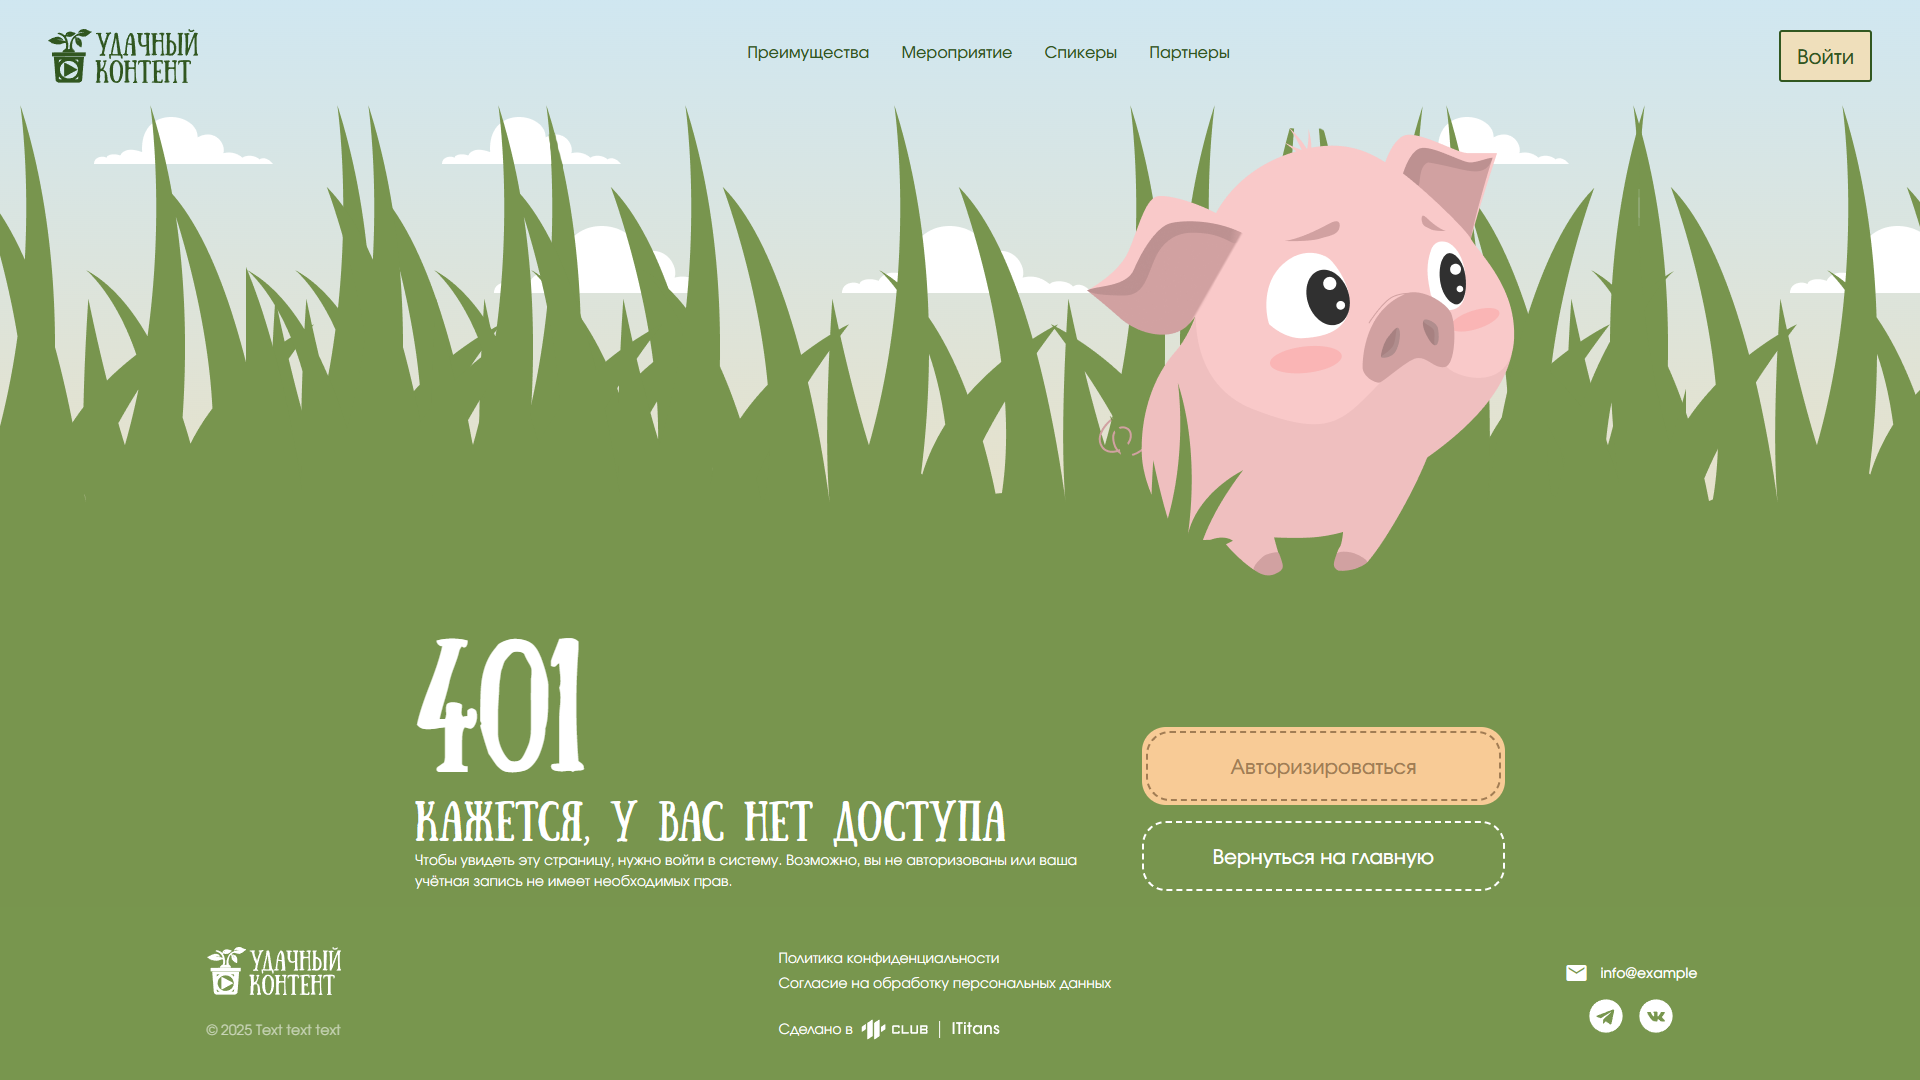 УДАЧНЫЙ
КОНТЕНТ
Преимущества
Мероприятие
Спикеры
Партнеры
Войти
401
КАЖЕТСЯ, У ВАС НЕТ ДОСТУПА
Чтобы увидеть эту страницу, нужно войти в систему. Возможно, вы не авторизованы или ваша
учётная запись не имеет необходимых прав.
Авторизироваться
Вернуться на главную
УДАЧНЫЙ
КОНТЕНТ
© 2025 Text text text
Политика конфиденциальности
Согласие на обработку персональных данных
Сделано в CLUB | ITitans
info@example